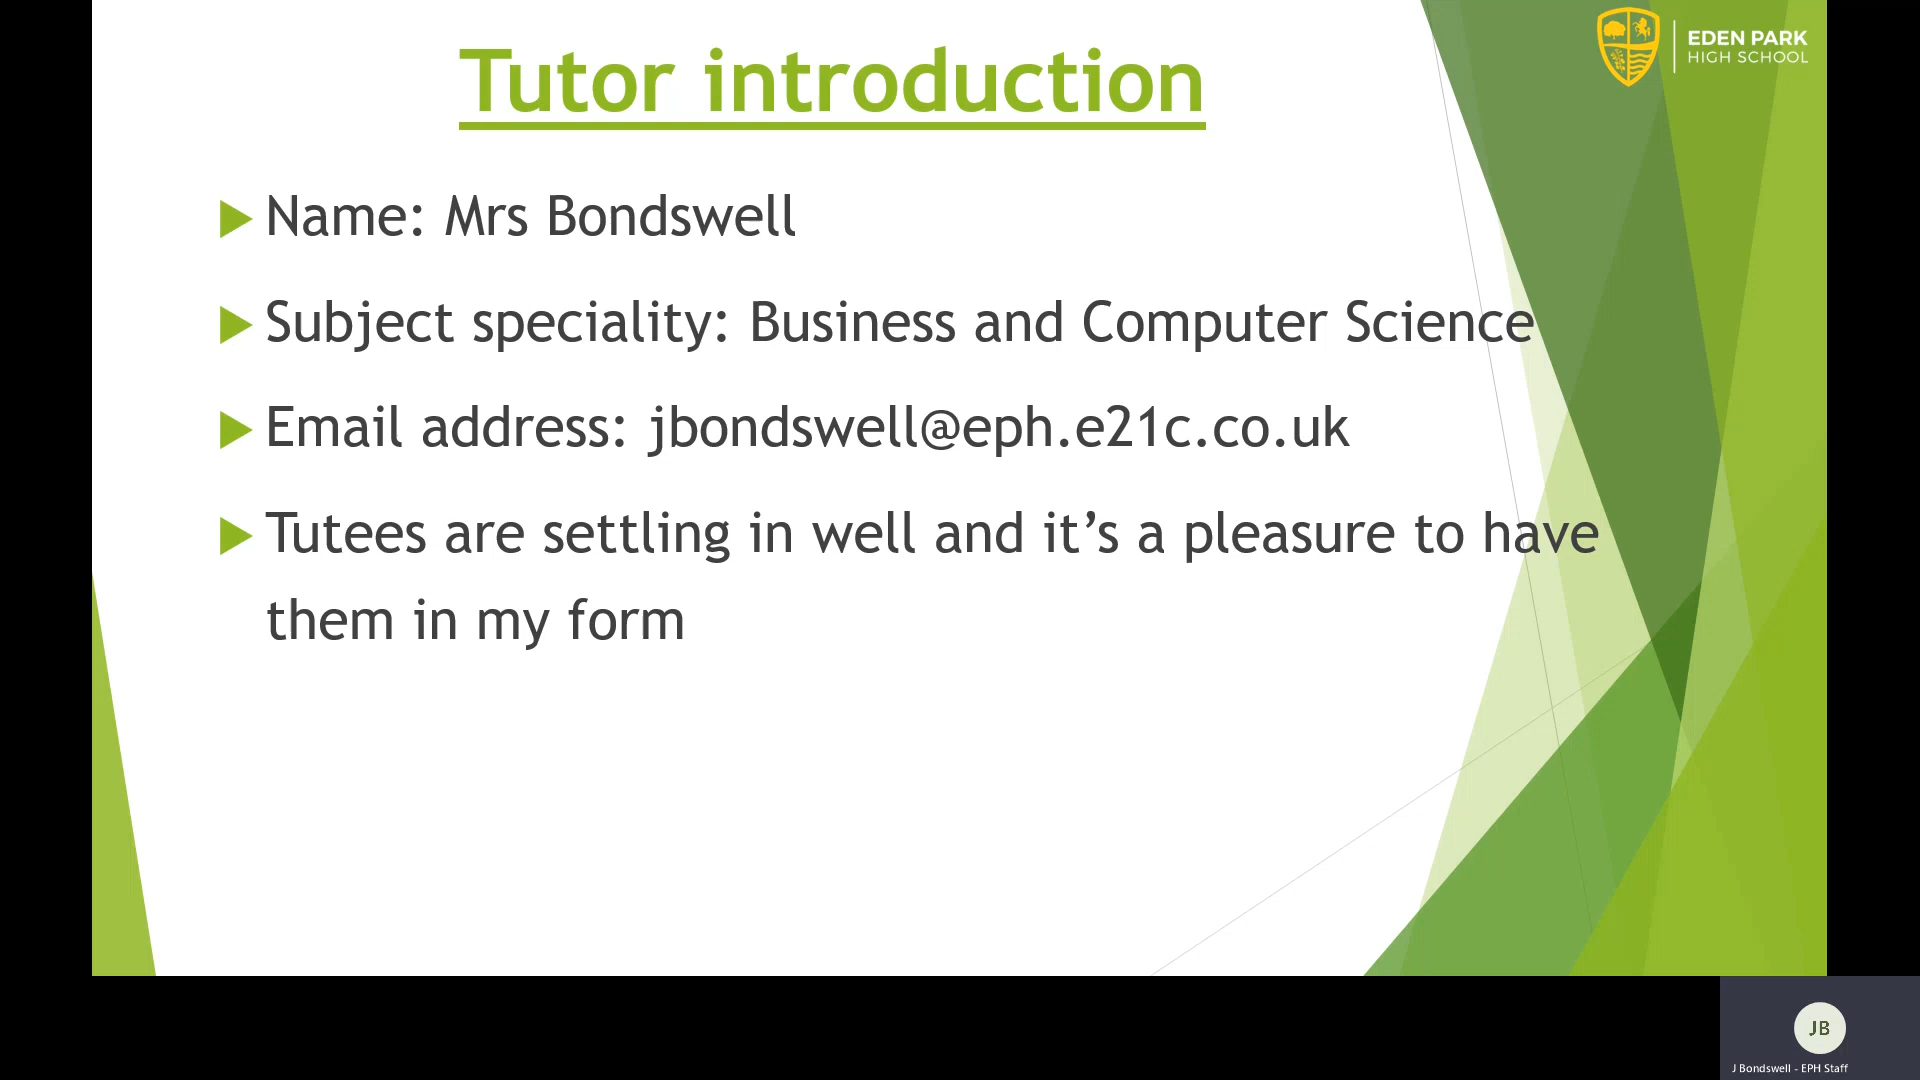 Tutor introduction
EDEN PARK
HIGH SCHOOL
Name: Mrs Bondswell
Subject speciality: Business and Computer Science
Email address: jbondswell@eph.e21c.co.uk
Tutees are settling in well and it’s a pleasure to have
them in my form
JB
J Bondswell - EPH Staff